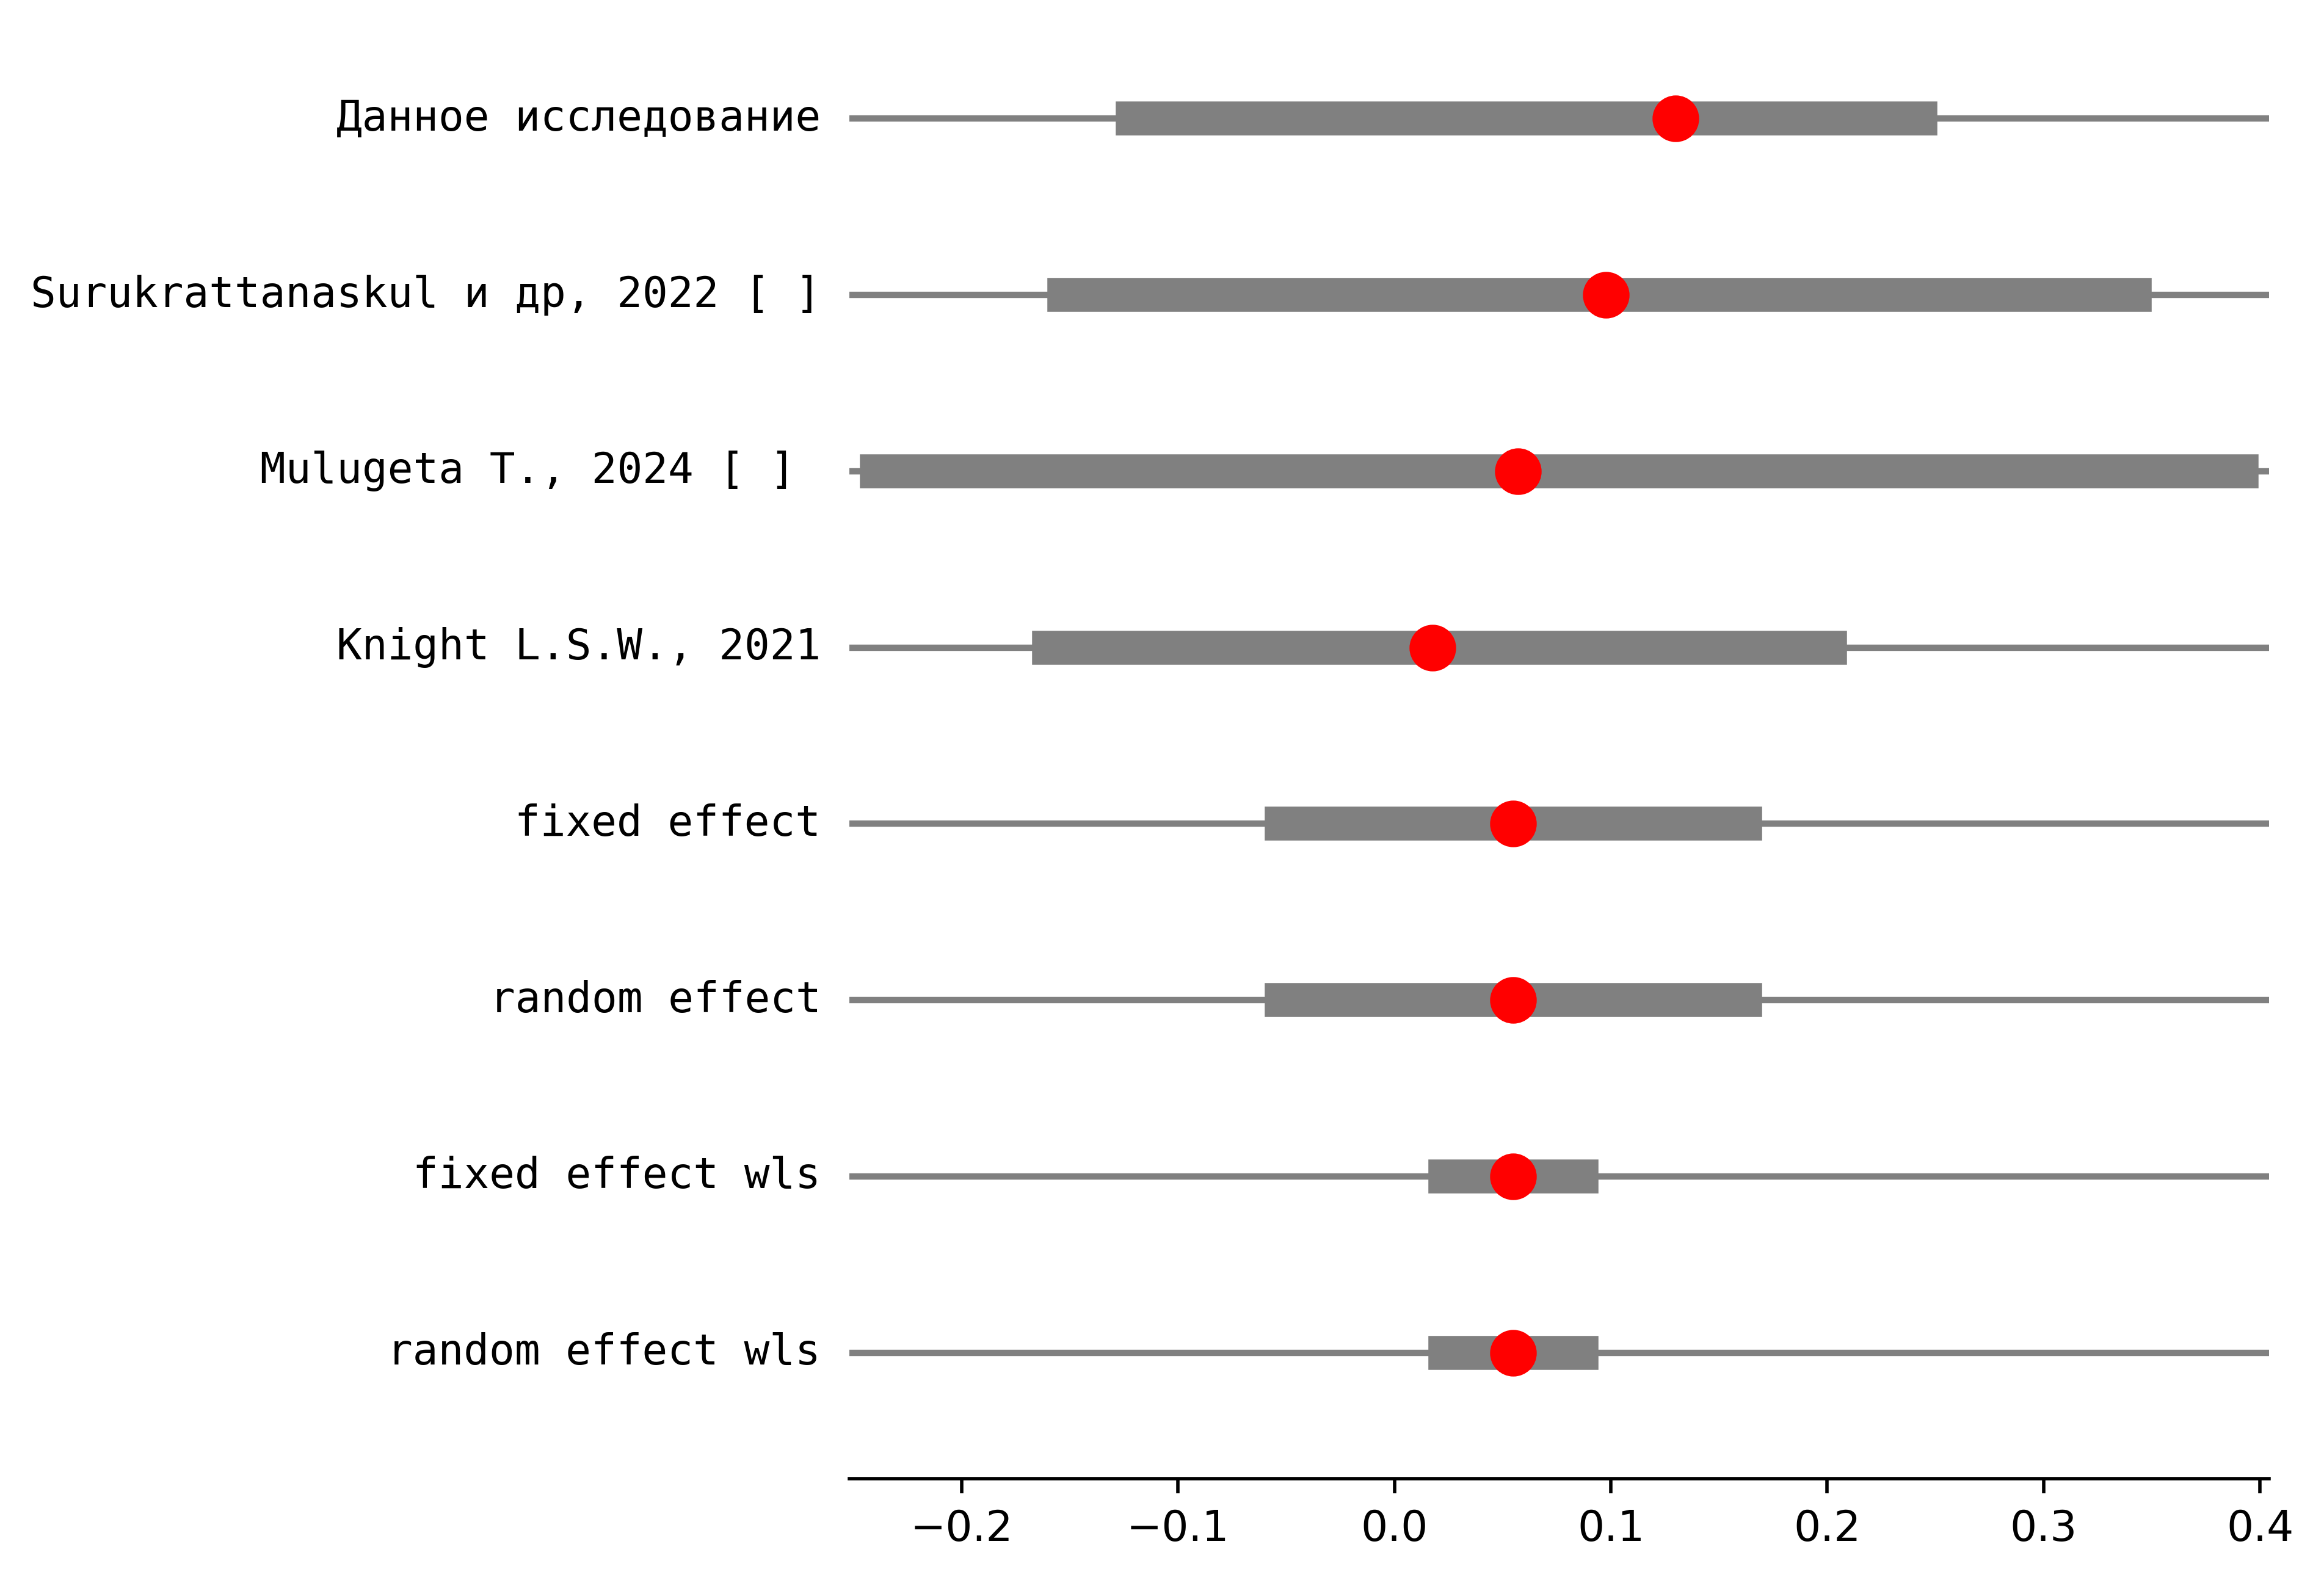 Данное исследование
Surukrattanaskul и др, 2022 [ ]
Mulugeta T., 2024 [ ]
Knight L.S.W., 2021
fixed effect
random effect
fixed effect wls
random effect wls
−0.2 −0.1 0.0 0.1 0.2 0.3 0.4